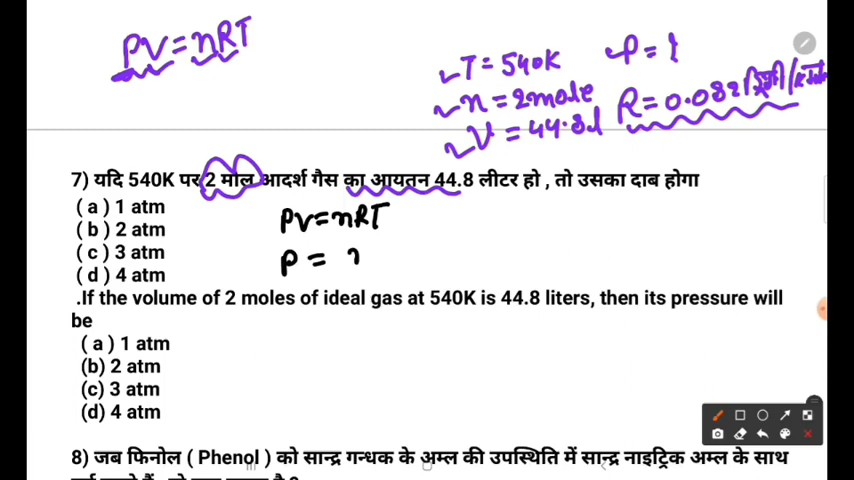 PV=nRT
T=540K P=?
n=2mole R=0.082
V=44.8l
7) यदि 540K पर 2 मोल आदर्श गैस का आयतन 44.8 लीटर हो , तो उसका दाब होगा
( a ) 1 atm
( b ) 2 atm
( c ) 3 atm
( d ) 4 atm
PV=nRT
P =
.If the volume of 2 moles of ideal gas at 540K is 44.8 liters, then its pressure will
be
( a ) 1 atm
(b) 2 atm
(c) 3 atm
(d) 4 atm
8) जब फिनोल ( Phenol ) को सान्द्र गन्धक के अम्ल की उपस्थिति में सान्द्र नाइट्रिक अम्ल के साथ